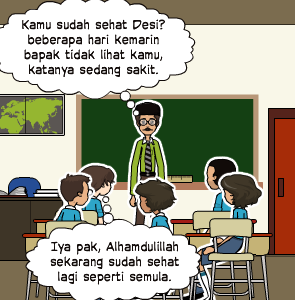 Kamu sudah sehat Desi?
beberapa hari kemarin
bapak tidak lihat kamu,
katanya sedang sakit.
Iya pak, Alhamdulillah
sekarang sudah sehat
lagi seperti semula.